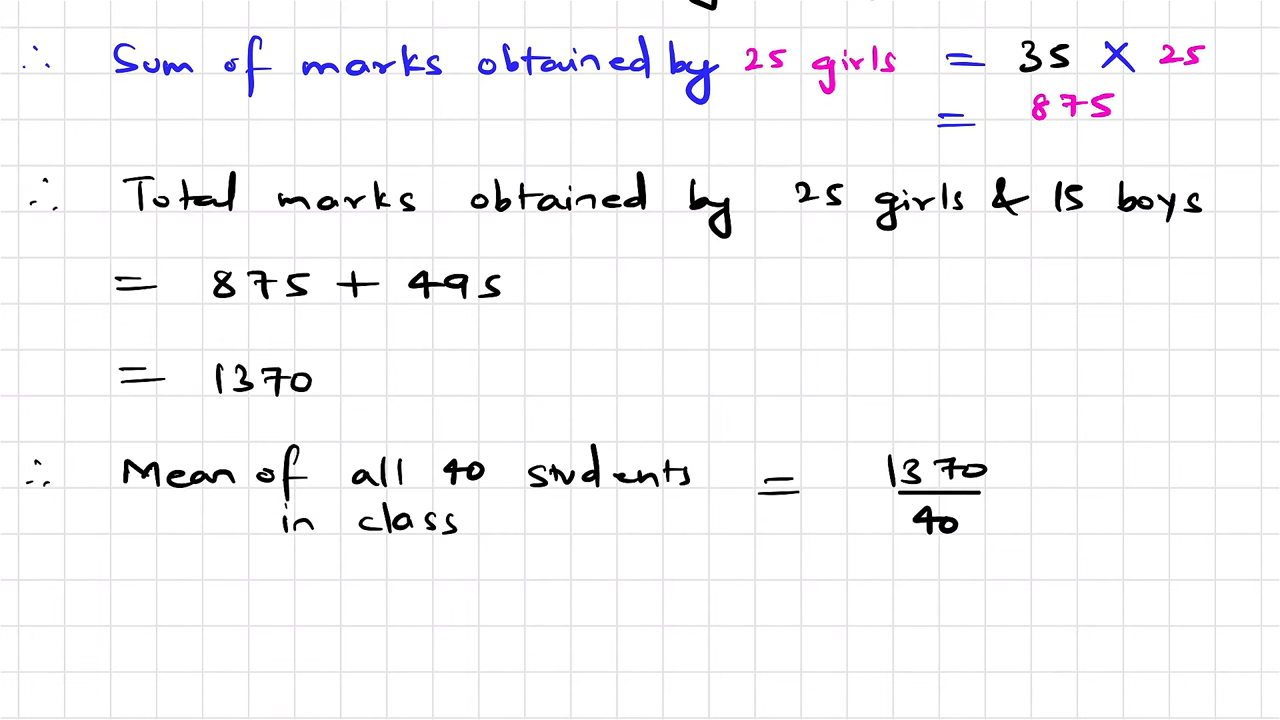 ∴ Sum of marks obtained by 25 girls = 35 × 25
= 875
∴ Total marks obtained by 25 girls & 15 boys
= 875 + 495
= 1370
∴ Mean of all 40 students = 1370/40
in class